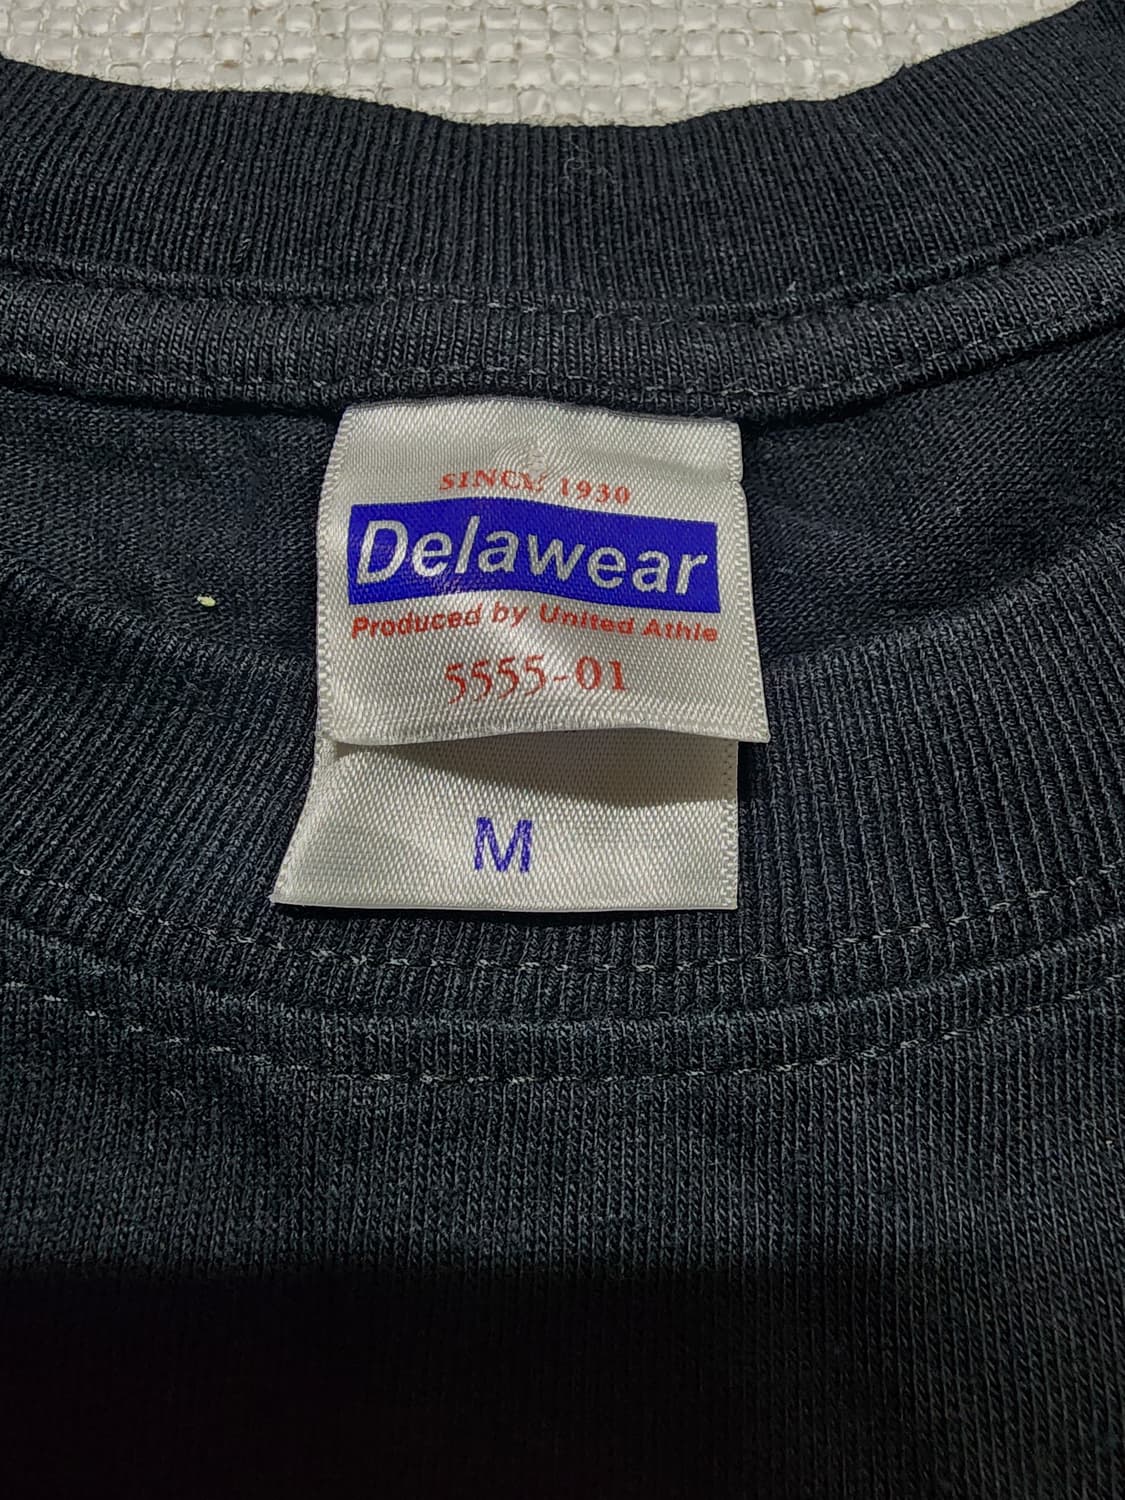 SINCE 1930
Delawear
Produced by United Athle
5555-01
M